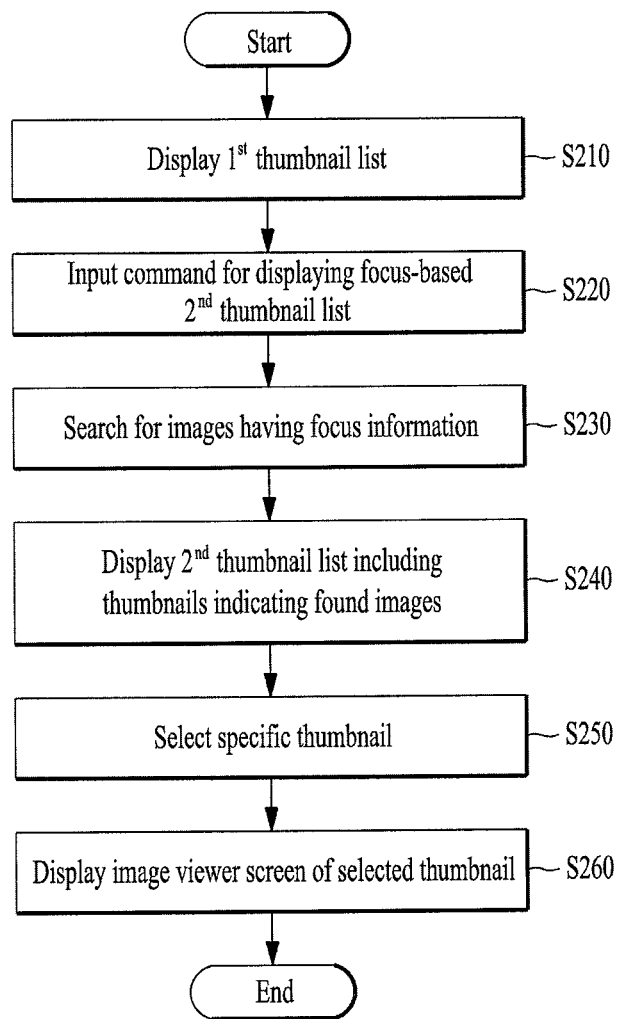 Start
Display 1st thumbnail list
S210
Input command for displaying focus-based
2nd thumbnail list
S220
Search for images having focus information
S230
Display 2nd thumbnail list including
thumbnails indicating found images
S240
Select specific thumbnail
S250
Display image viewer screen of selected thumbnail
S260
End